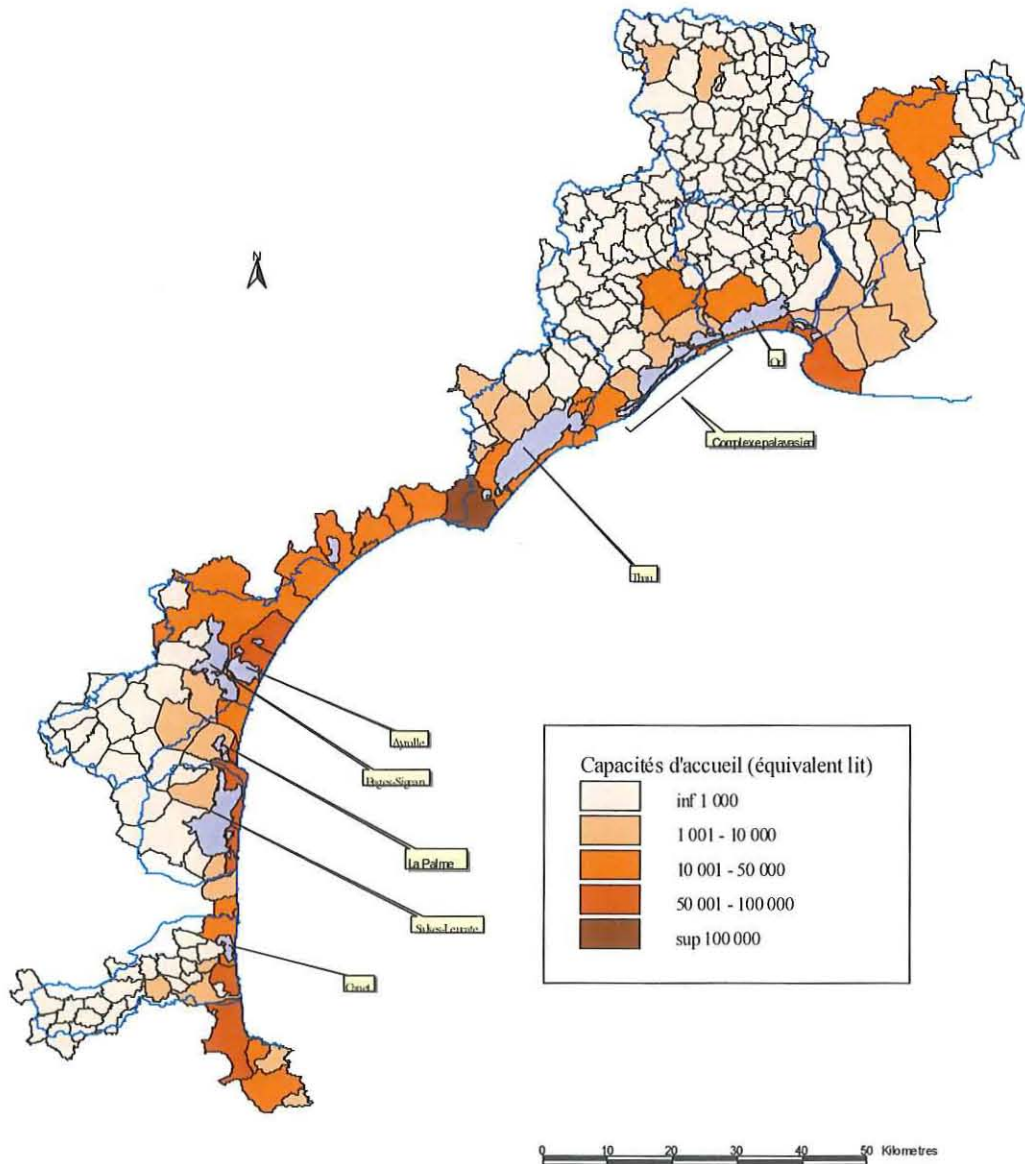 N
Or
Complexe palavasien
Thau
Ayrolle
Bages-Sigean
La Palme
Salses-Leucate
Canet
Capacités d'accueil (équivalent lit)
inf 1 000
1 001 - 10 000
10 001 - 50 000
50 001 - 100 000
sup 100 000
0 10 20 30 40 50 Kilometres